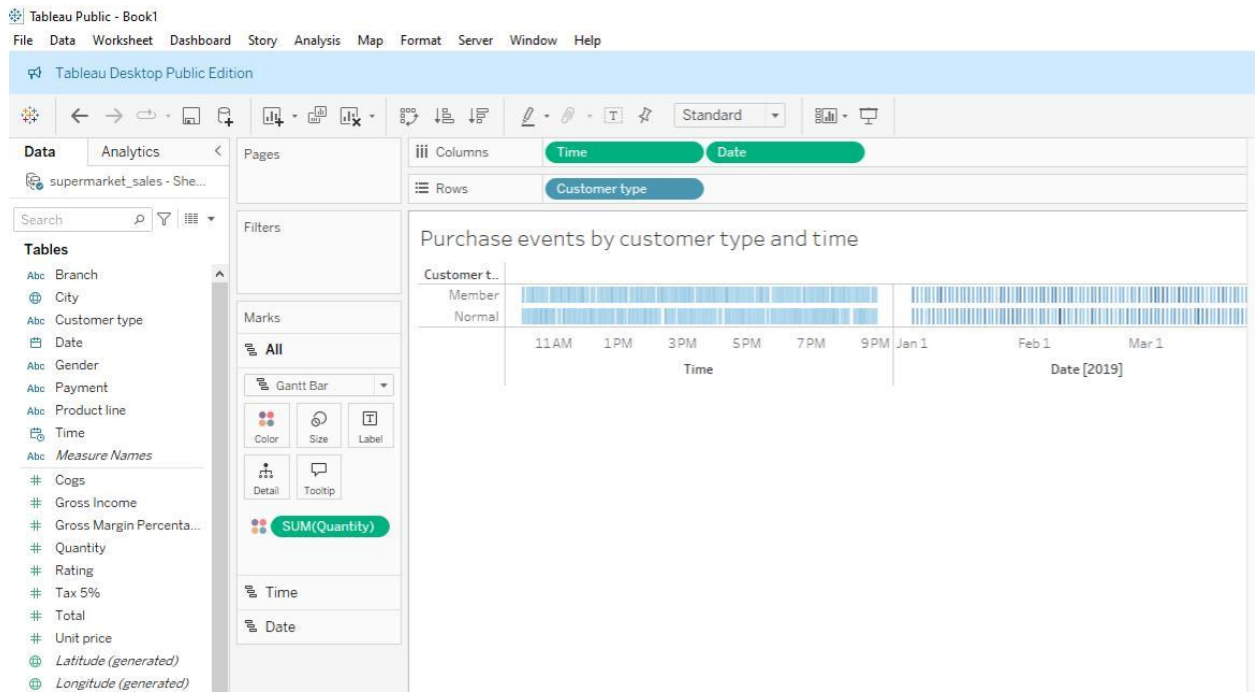 Tableau Public - Book1
File Data Worksheet Dashboard Story Analysis Map Format Server Window Help
Tableau Desktop Public Edition
Standard
Data Analytics
supermarket_sales - She...
Search
Tables
Abc Branch
City
Abc Customer type
Date
Abc Gender
Abc Payment
Abc Product line
Time
Abc Measure Names
# Cogs
# Gross Income
# Gross Margin Percenta...
# Quantity
# Rating
# Tax 5%
# Total
# Unit price
Latitude (generated)
Longitude (generated)
Pages
Filters
Marks
All
Gantt Bar
Color Size Label
Detail Tooltip
SUM(Quantity)
Time
Date
Columns Time Date
Rows Customer type
Purchase events by customer type and time
Customer t..
Member
Normal
11AM 1PM 3PM 5PM 7PM 9PM Jan 1 Feb 1 Mar 1
Time Date [2019]